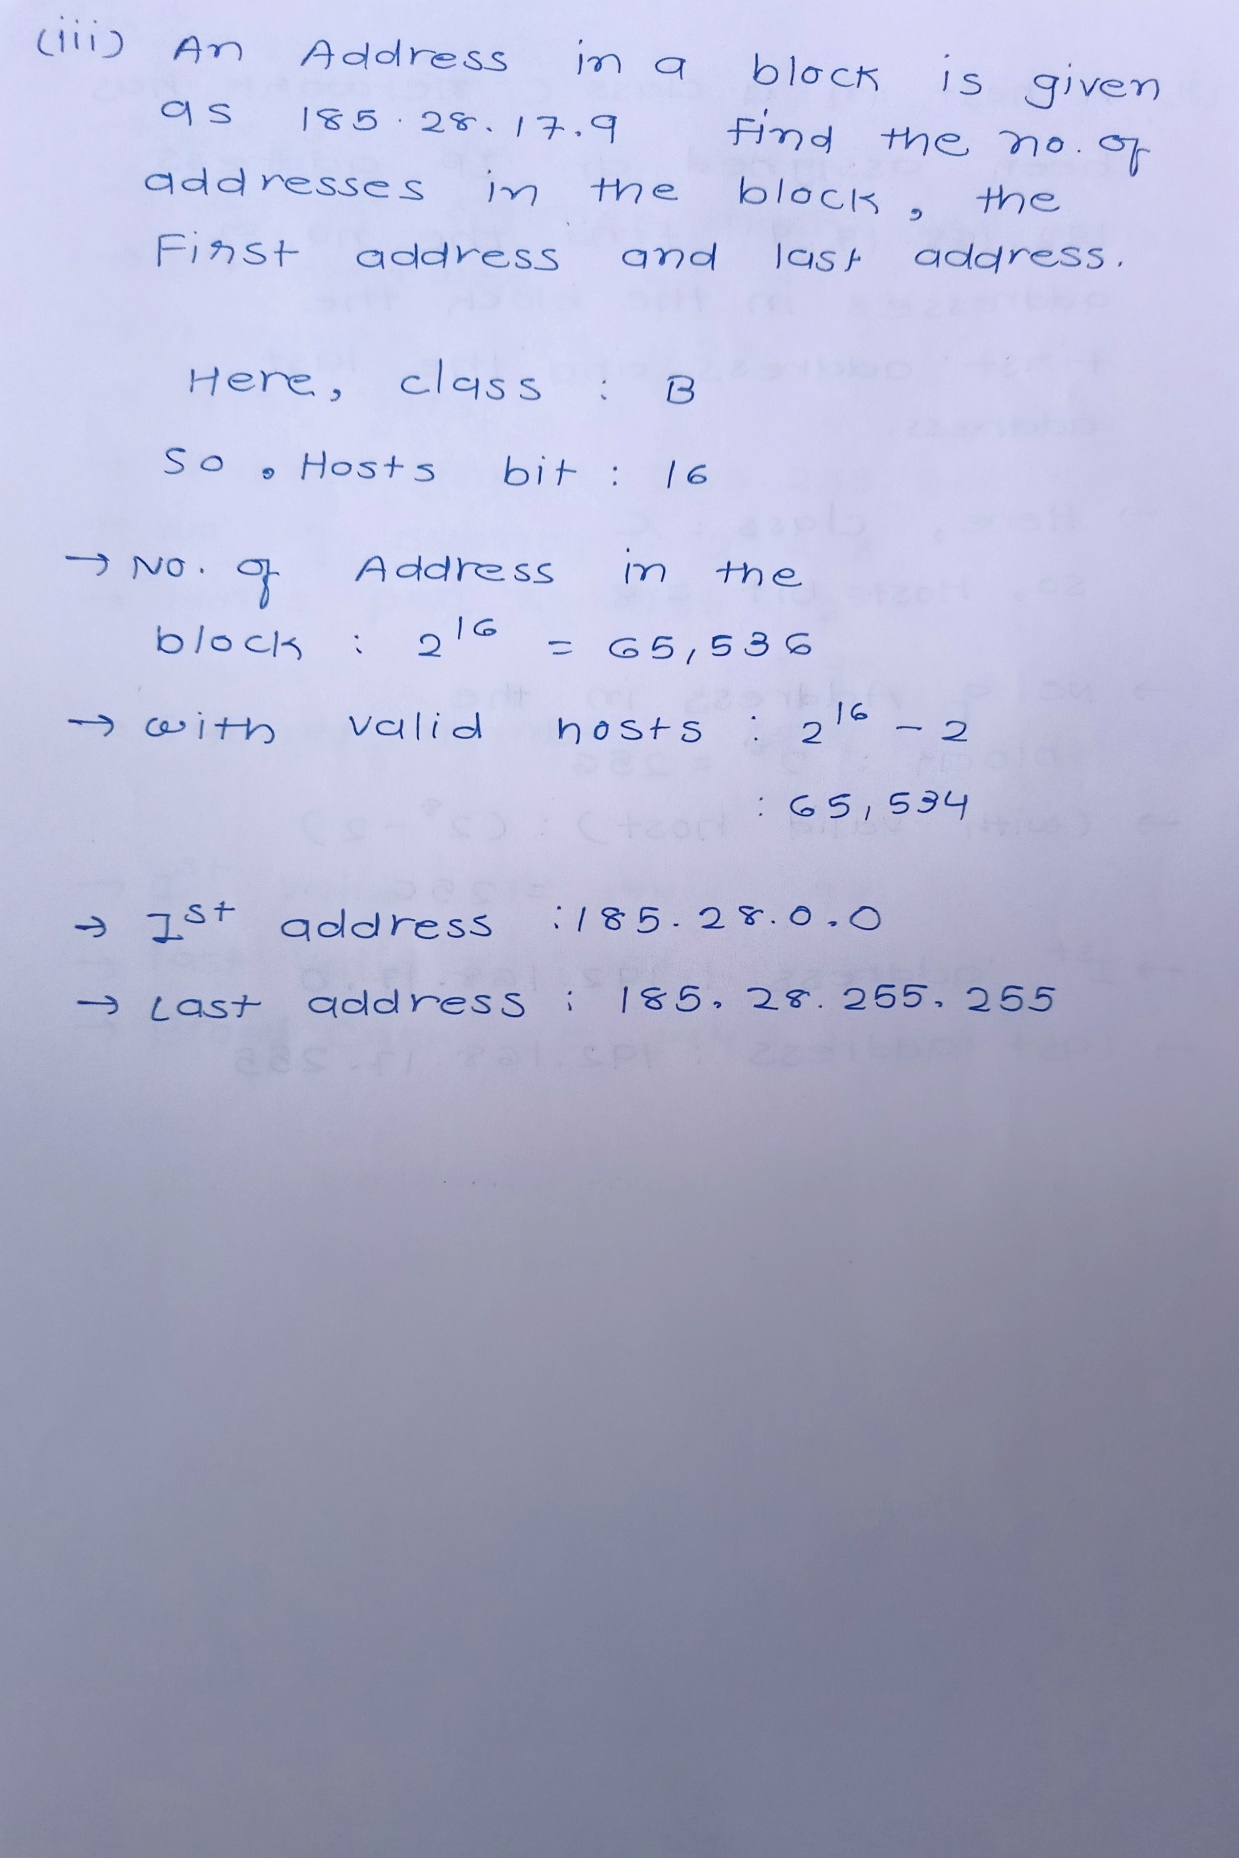 (iii) An Address in a block is given
as 185.28.17.9 Find the no. of
addresses in the block, the
First address and last address.
Here, class : B
So, Hosts bit : 16
→ No. of Address in the
block : 2^16 = 65,536
→ with valid hosts : 2^16 - 2
: 65,534
→ Ist address : 185.28.0.0
→ Last address : 185.28.255.255